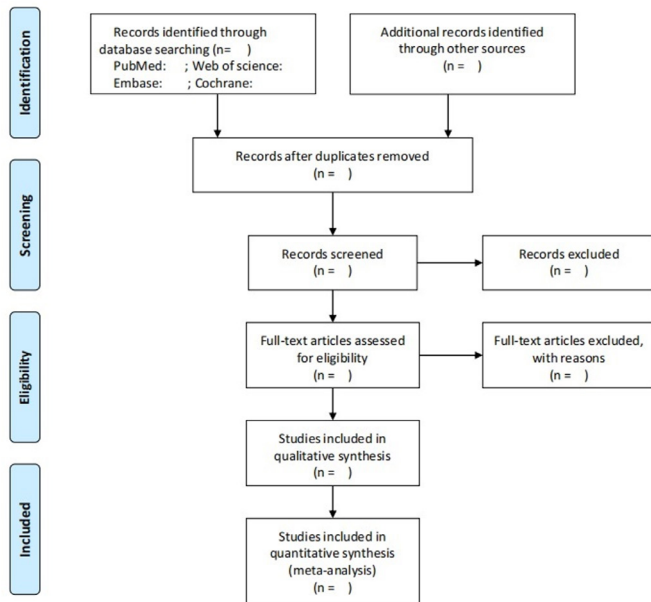 Identification
Records identified through
database searching (n=    )
PubMed:    ; Web of science:
Embase:    ; Cochrane:
Additional records identified
through other sources
(n =    )
Records after duplicates removed
(n =    )
Screening
Records screened
(n =    )
Records excluded
(n =    )
Eligibility
Full-text articles assessed
for eligibility
(n =    )
Full-text articles excluded,
with reasons
(n =    )
Studies included in
qualitative synthesis
(n =    )
Included
Studies included in
quantitative synthesis
(meta-analysis)
(n =    )